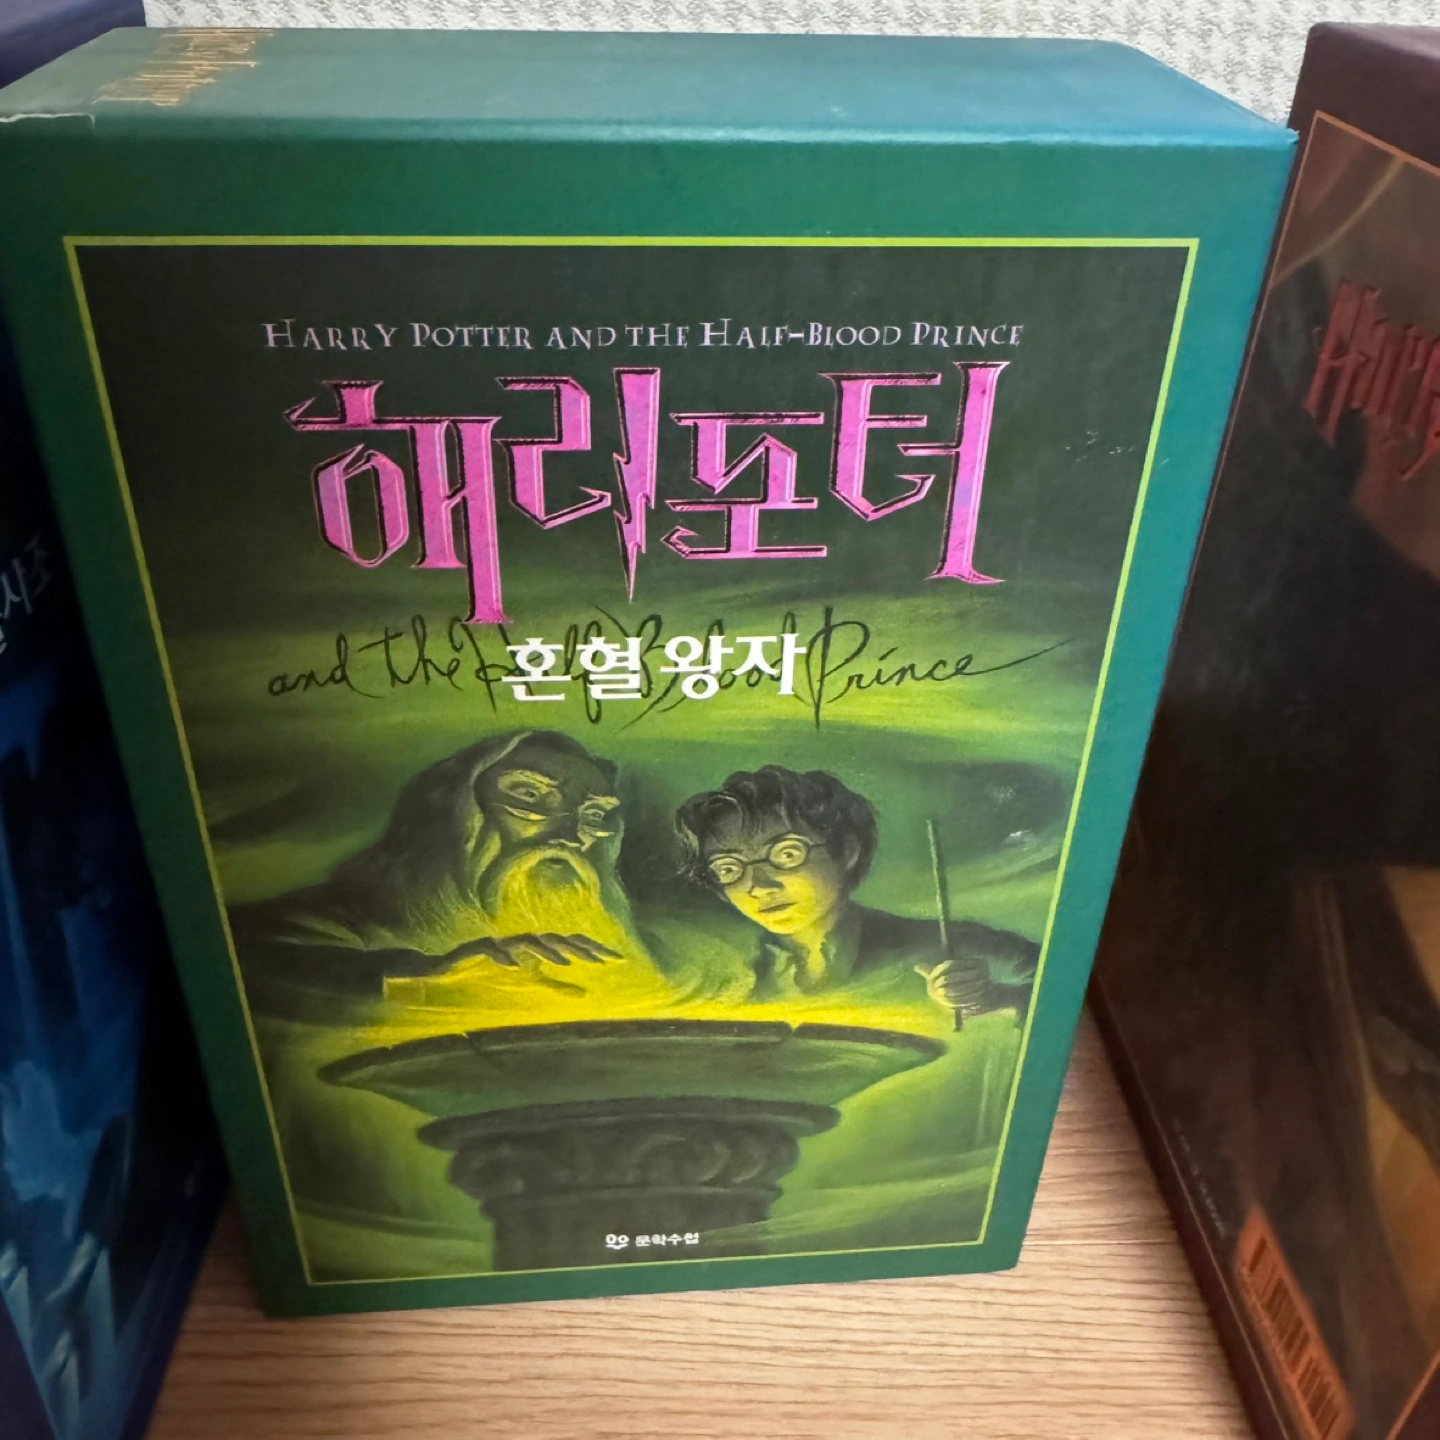 HARRY POTTER AND THE HALF-BLOOD PRINCE
해리포터
and the Half-Blood Prince
혼혈 왕자
문학수첩